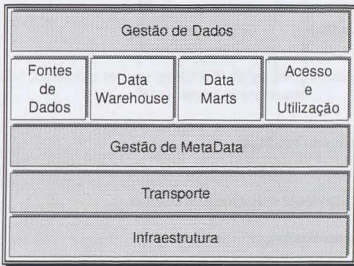 Gestão de Dados
Fontes
de
Dados
Data
Warehouse
Data
Marts
Acesso
e
Utilização
Gestão de MetaData
Transporte
Infraestrutura